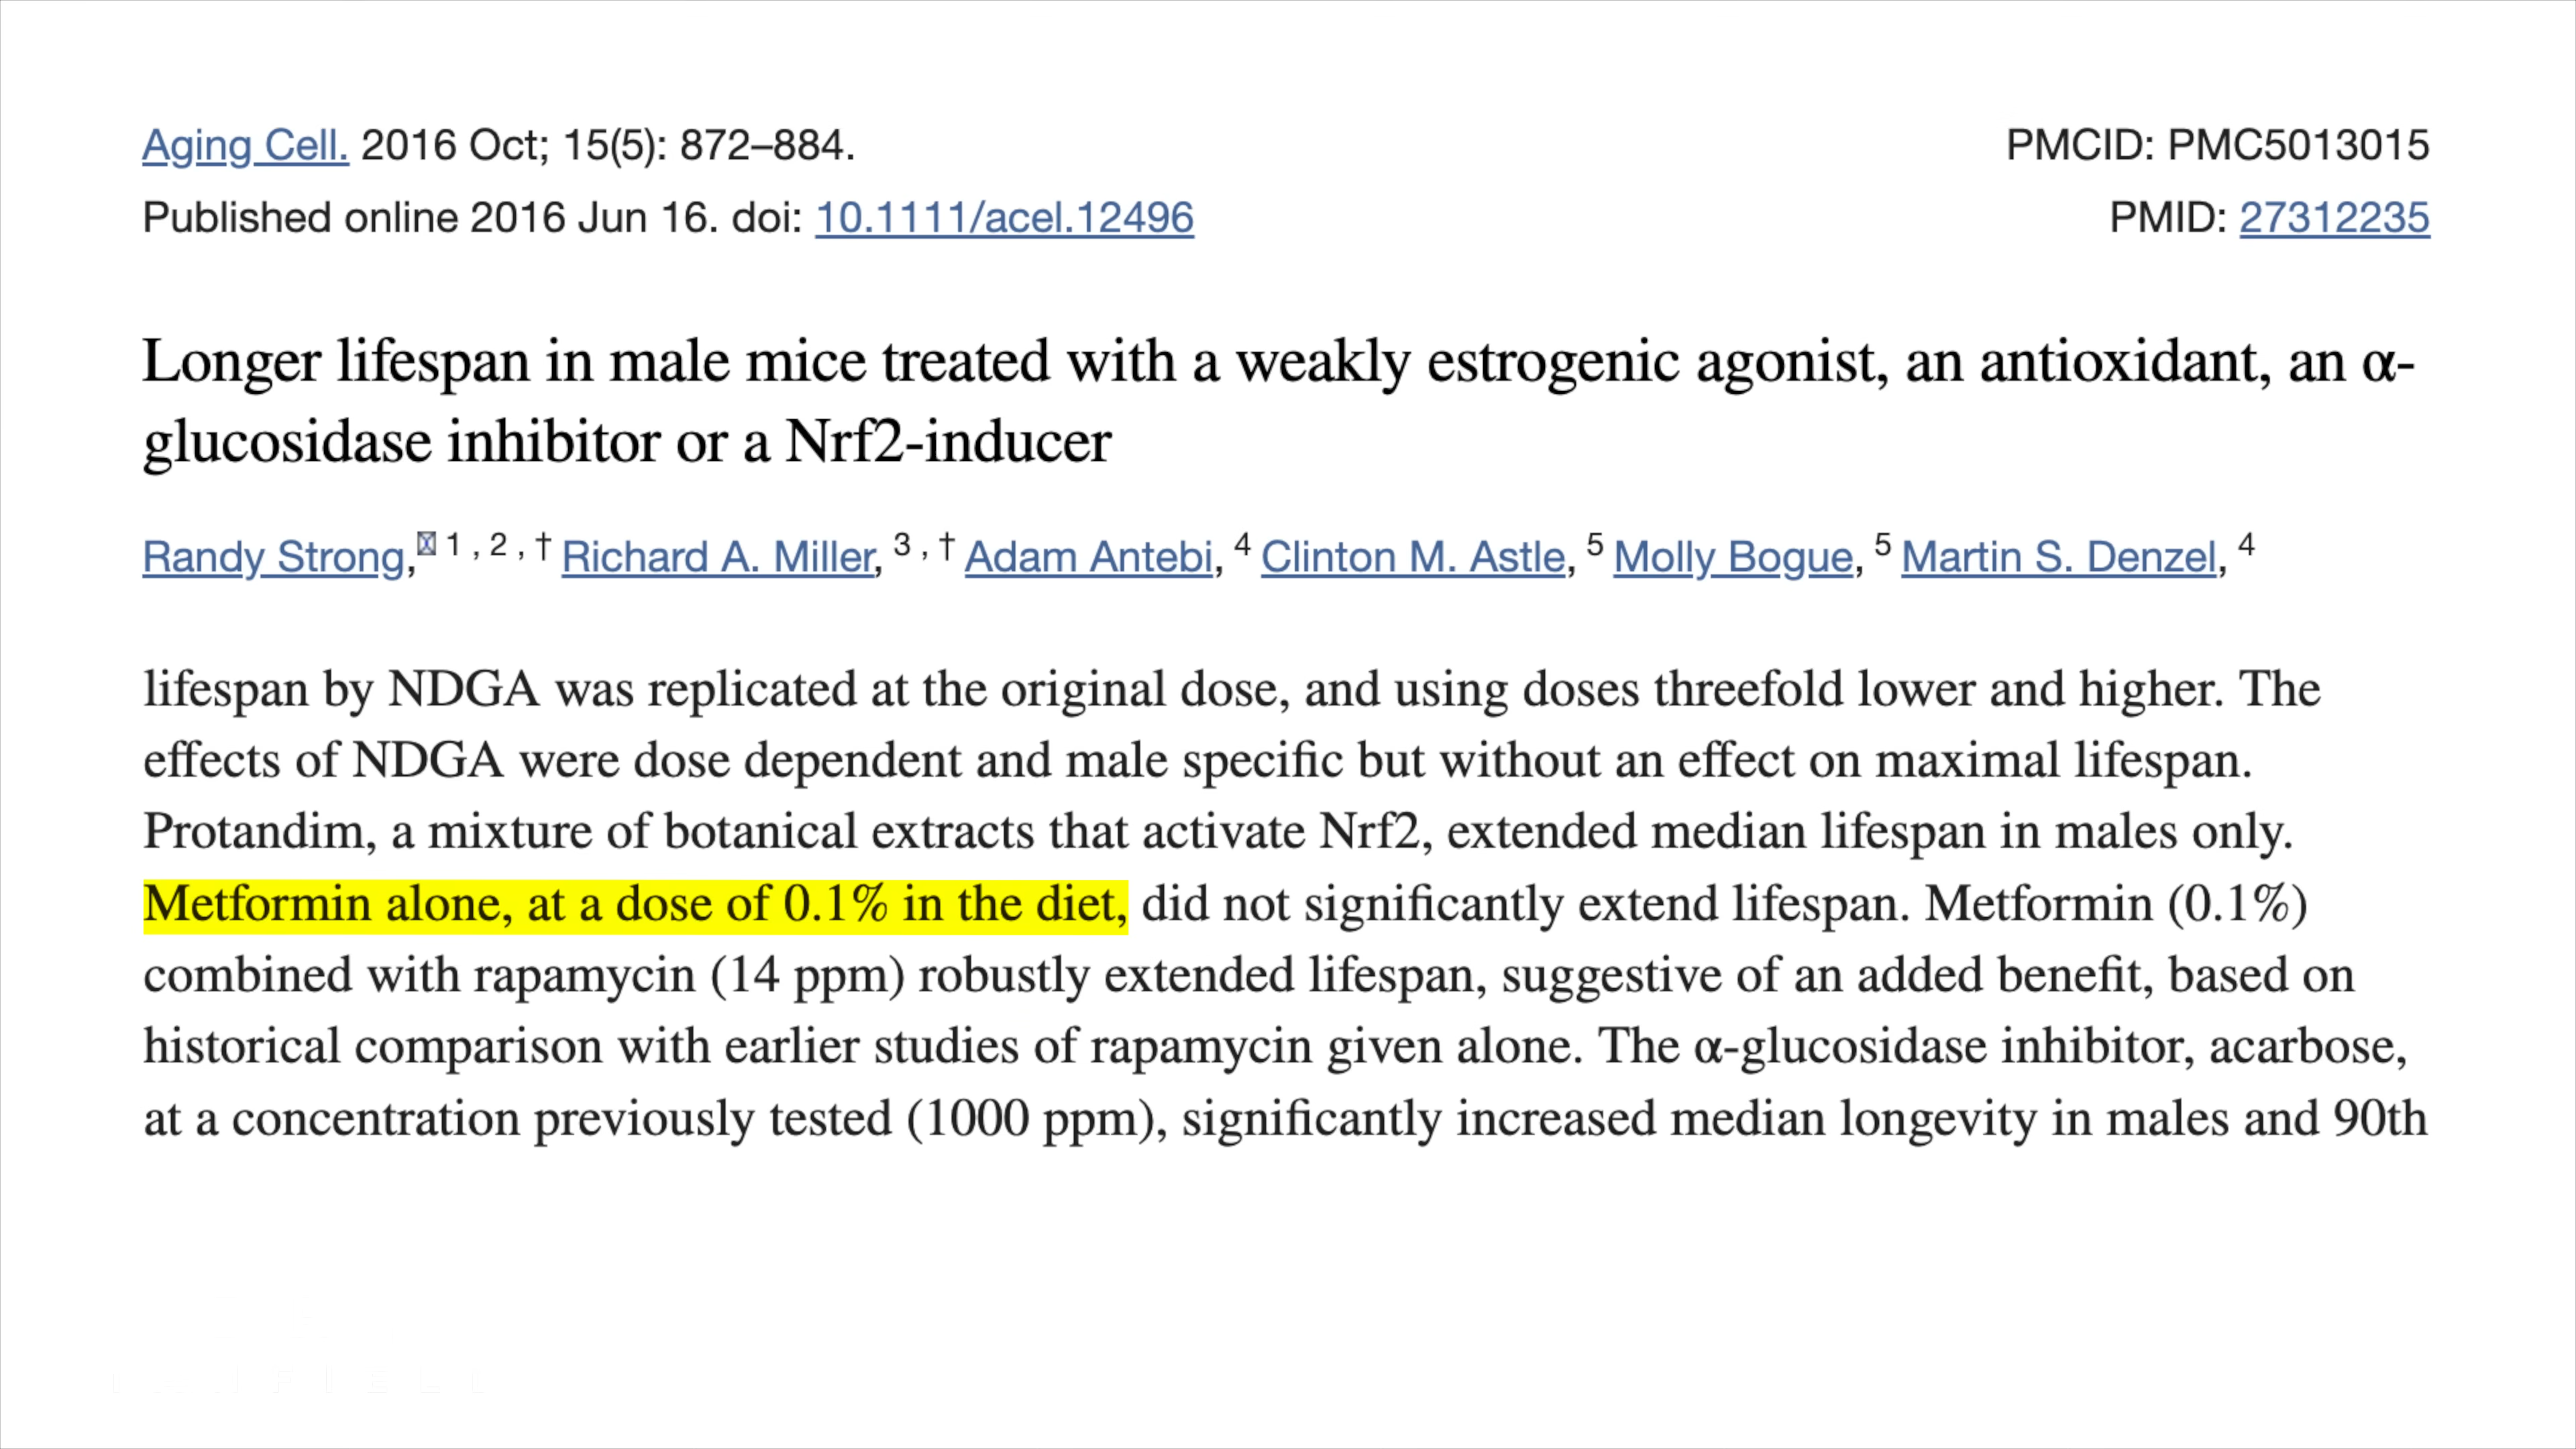 Aging Cell. 2016 Oct; 15(5): 872–884. PMCID: PMC5013015
Published online 2016 Jun 16. doi: 10.1111/acel.12496 PMID: 27312235
Longer lifespan in male mice treated with a weakly estrogenic agonist, an α-
glucosidase inhibitor or a Nrf2-inducer
Randy Strong, 1 , 2 , † Richard A. Miller, 3 , † Adam Antebi, 4 Clinton M. Astle, 5 Molly Bogue, 5 Martin S. Denzel, 4
lifespan by NDGA was replicated at the original dose, and using doses threefold lower and higher. The
effects of NDGA were dose dependent and male specific but without an effect on maximal lifespan.
Protandim, a mixture of botanical extracts that activate Nrf2, extended median lifespan in males only.
Metformin alone, at a dose of 0.1% in the diet, did not significantly extend lifespan. Metformin (0.1%)
combined with rapamycin (14 ppm) robustly extended lifespan, suggestive of an added benefit, based on
historical comparison with earlier studies of rapamycin given alone. The α-glucosidase inhibitor, acarbose,
at a concentration previously tested (1000 ppm), significantly increased median longevity in males and 90th